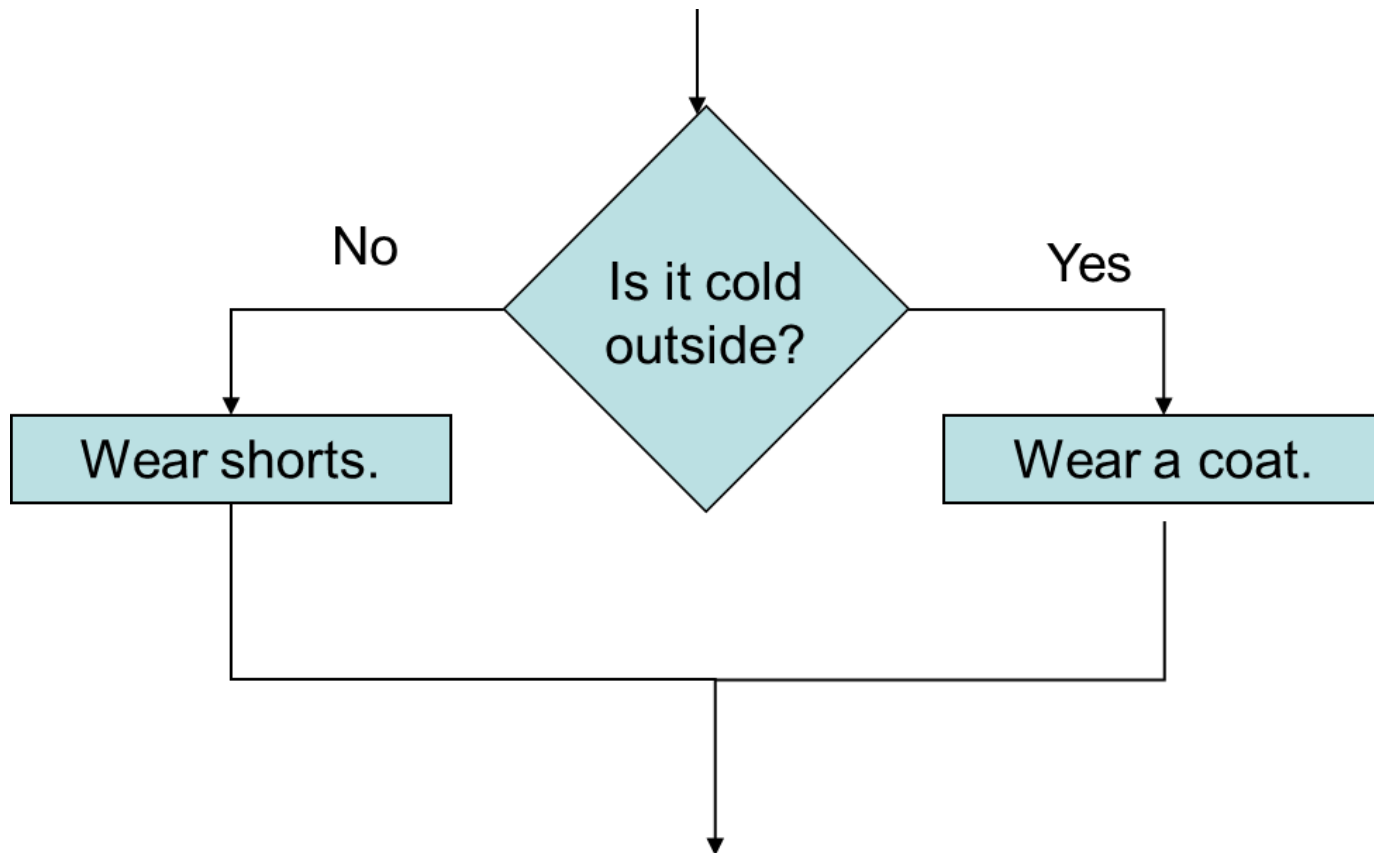 No
Is it cold
outside?
Yes
Wear shorts.
Wear a coat.